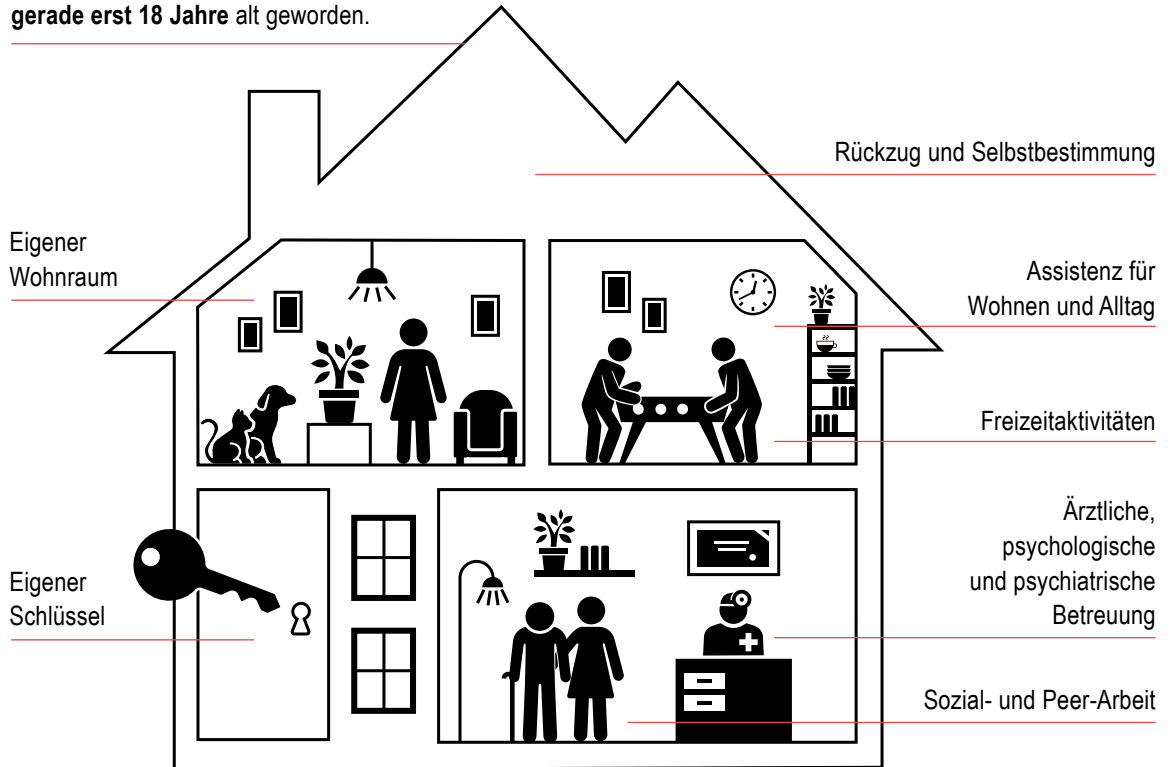 gerade erst 18 Jahre alt geworden.
Rückzug und Selbstbestimmung
Eigener
Wohnraum
Assistenz für
Wohnen und Alltag
Freizeitaktivitäten
Ärztliche,
psychologische
und psychiatrische
Betreuung
Eigener
Schlüssel
Sozial- und Peer-Arbeit